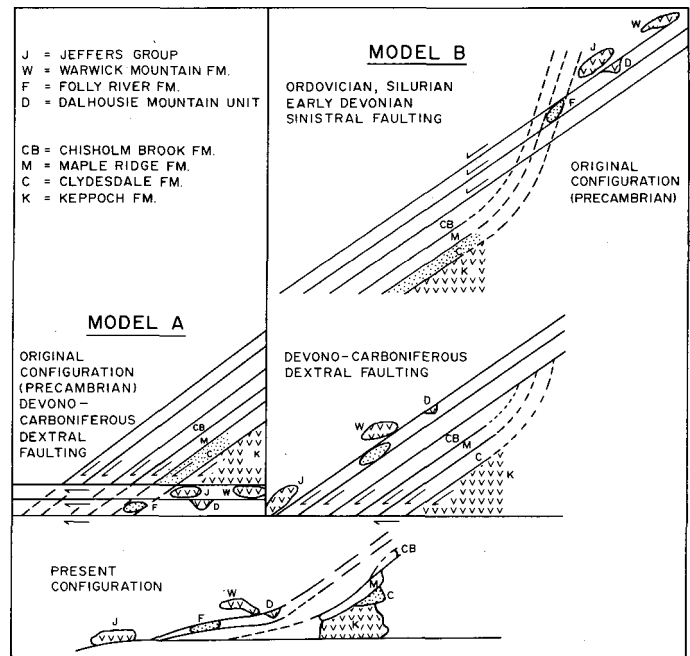 J = JEFFERS GROUP
W = WARWICK MOUNTAIN FM.
F = FOLLY RIVER FM.
D = DALHOUSIE MOUNTAIN UNIT
CB = CHISHOLM BROOK FM.
M = MAPLE RIDGE FM.
C = CLYDESDALE FM.
K = KEPPOCH FM.
MODEL B
ORDOVICIAN, SILURIAN
EARLY DEVONIAN
SINISTRAL FAULTING
W
J
D
F
ORIGINAL
CONFIGURATION
(PRECAMBRIAN)
CB
M
C
K
MODEL A
ORIGINAL
CONFIGURATION
(PRECAMBRIAN)
DEVONO-
CARBONIFEROUS
DEXTRAL
FAULTING
CB
M
C
K
J
W
F
D
DEVONO-CARBONIFEROUS
DEXTRAL FAULTING
D
W
CB
M
C
K
J
PRESENT
CONFIGURATION
CB
M
C
W
D
F
K
J